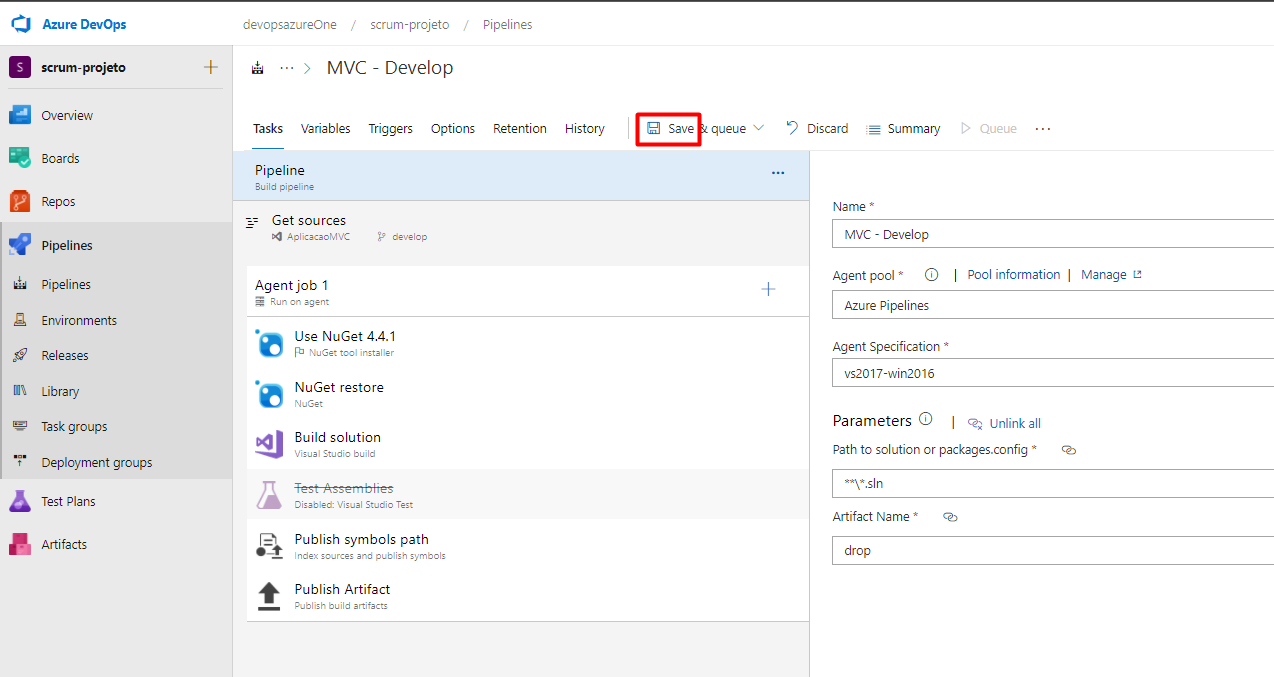 Azure DevOps
devopsazureOne / scrum-projeto / Pipelines
S scrum-projeto
Overview
Boards
Repos
Pipelines
Pipelines
Environments
Releases
Library
Task groups
Deployment groups
Test Plans
Artifacts
··· > MVC - Develop
Tasks Variables Triggers Options Retention History Save & queue Discard Summary Queue ···
Pipeline
Build pipeline
Get sources
AplicacaoMVC develop
Agent job 1
Run on agent
Use NuGet 4.4.1
NuGet tool installer
NuGet restore
NuGet
Build solution
Visual Studio build
Test Assemblies
Disabled: Visual Studio Test
Publish symbols path
Index sources and publish symbols
Publish Artifact
Publish build artifacts
Name *
MVC - Develop
Agent pool * | Pool information | Manage
Azure Pipelines
Agent Specification *
vs2017-win2016
Parameters | Unlink all
Path to solution or packages.config *
**\*.sln
Artifact Name *
drop